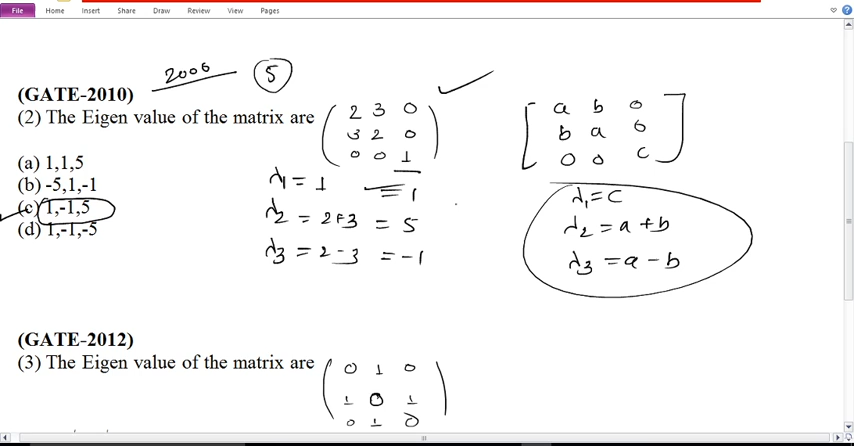 File Home Insert Share Draw Review View Pages
2006 5
(GATE-2010)
(2) The Eigen value of the matrix are
2 3 0
3 2 0
0 0 1
a b 0
b a 0
0 0 c
(a) 1,1,5
(b) -5,1,-1
(c) 1,-1,5
(d) 1,-1,-5
λ1 = 1 = 1
λ2 = 2+3 = 5
λ3 = 2-3 = -1
λ1 = c
λ2 = a+b
λ3 = a-b
(GATE-2012)
(3) The Eigen value of the matrix are
0 1 0
1 0 1
0 1 0